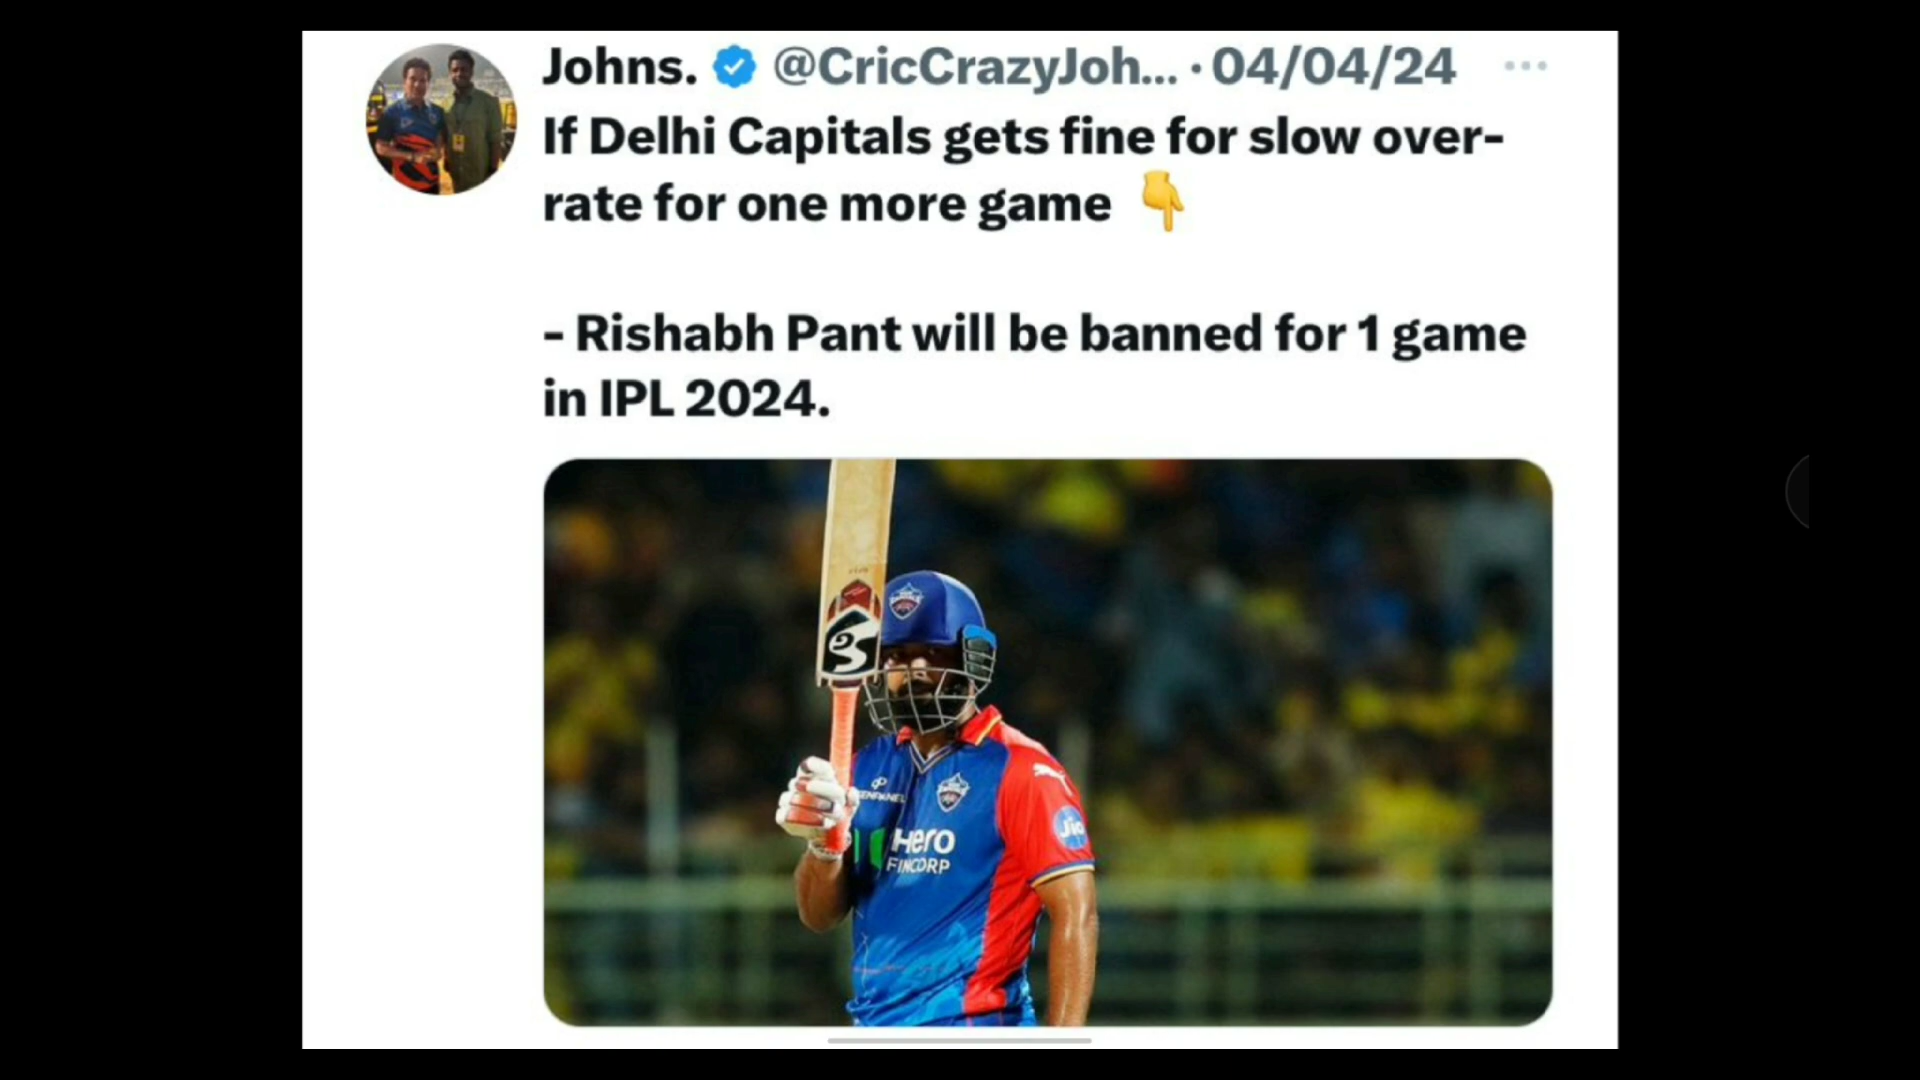 Johns. @CricCrazyJoh... · 04/04/24
If Delhi Capitals gets fine for slow over-
rate for one more game 👇
- Rishabh Pant will be banned for 1 game
in IPL 2024.
Hero
FINCORP
Jio